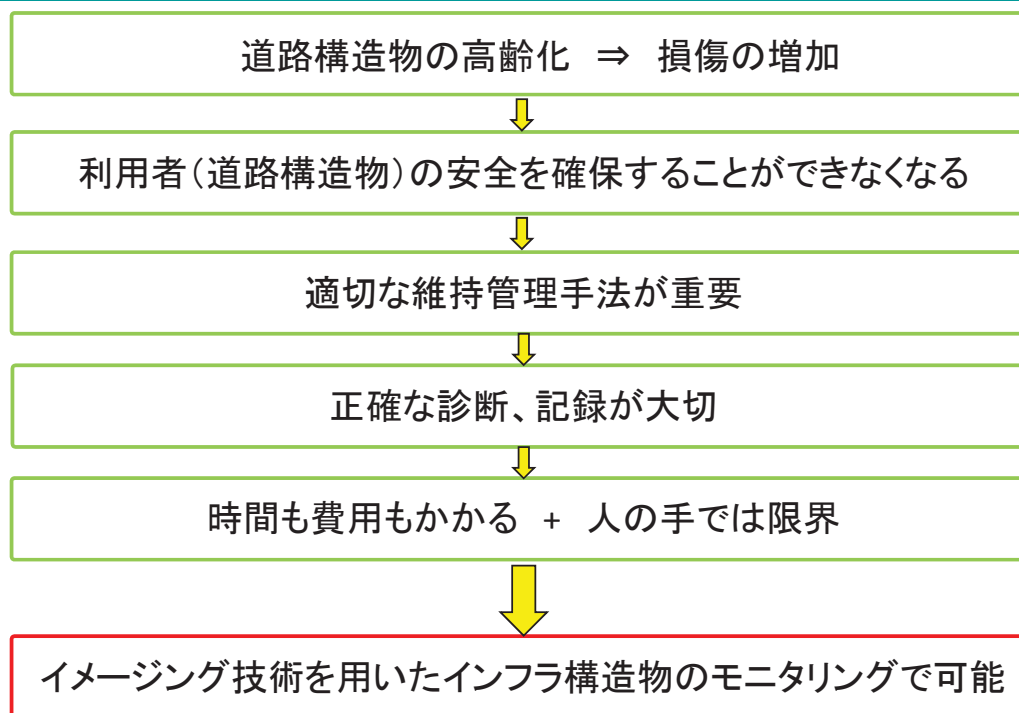 道路構造物の高齢化 ⇒ 損傷の増加
利用者（道路構造物）の安全を確保することができなくなる
適切な維持管理手法が重要
正確な診断、記録が大切
時間も費用もかかる + 人の手では限界
イメージング技術を用いたインフラ構造物のモニタリングで可能